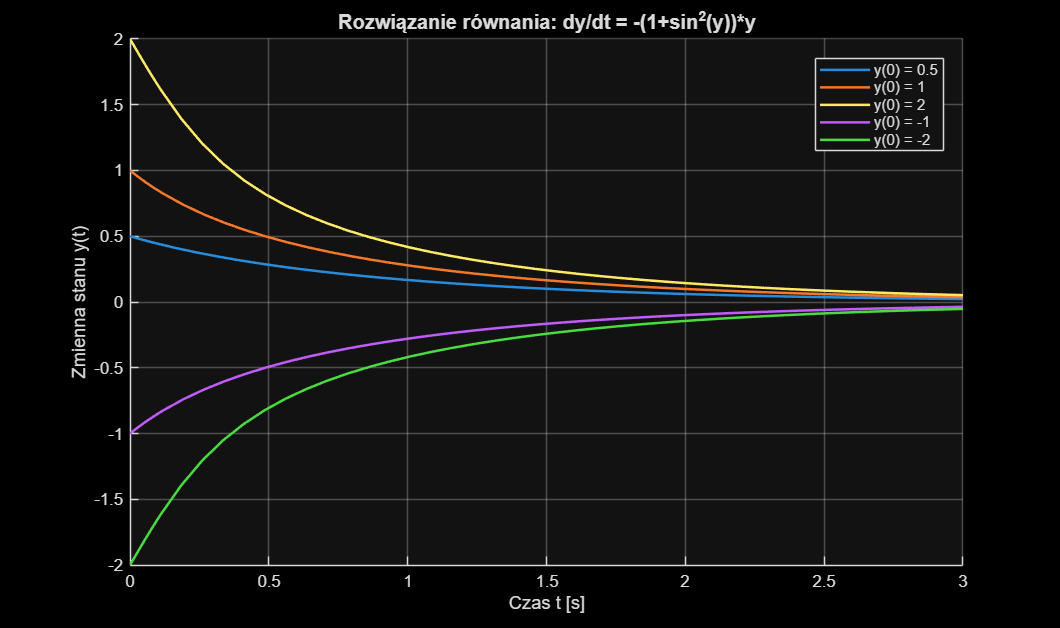 Rozwiązanie równania: dy/dt = -(1+sin²(y))*y
y(0) = 0.5
y(0) = 1
y(0) = 2
y(0) = -1
y(0) = -2
Zmienna stanu y(t)
2
1.5
1
0.5
0
-0.5
-1
-1.5
-2
0 0.5 1 1.5 2 2.5 3
Czas t [s]